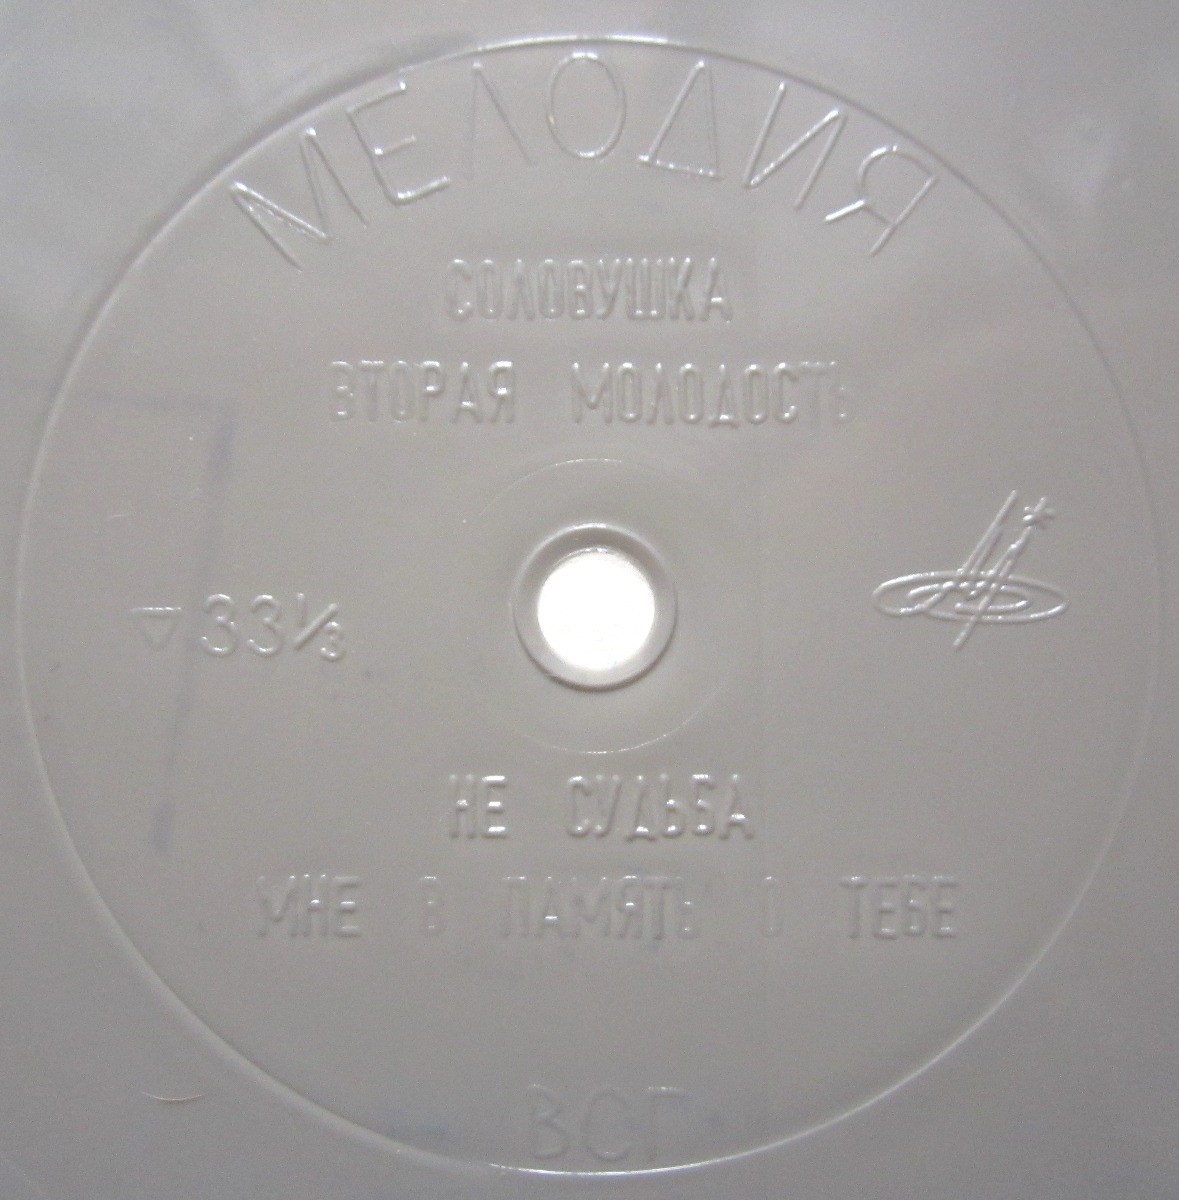 МЕЛОДИЯ
СОЛОВУШКА
ВТОРАЯ МОЛОДОСТЬ
33⅓
НЕ СУДЬБА
МНЕ В ПАМЯТЬ О ТЕБЕ
ВСГ